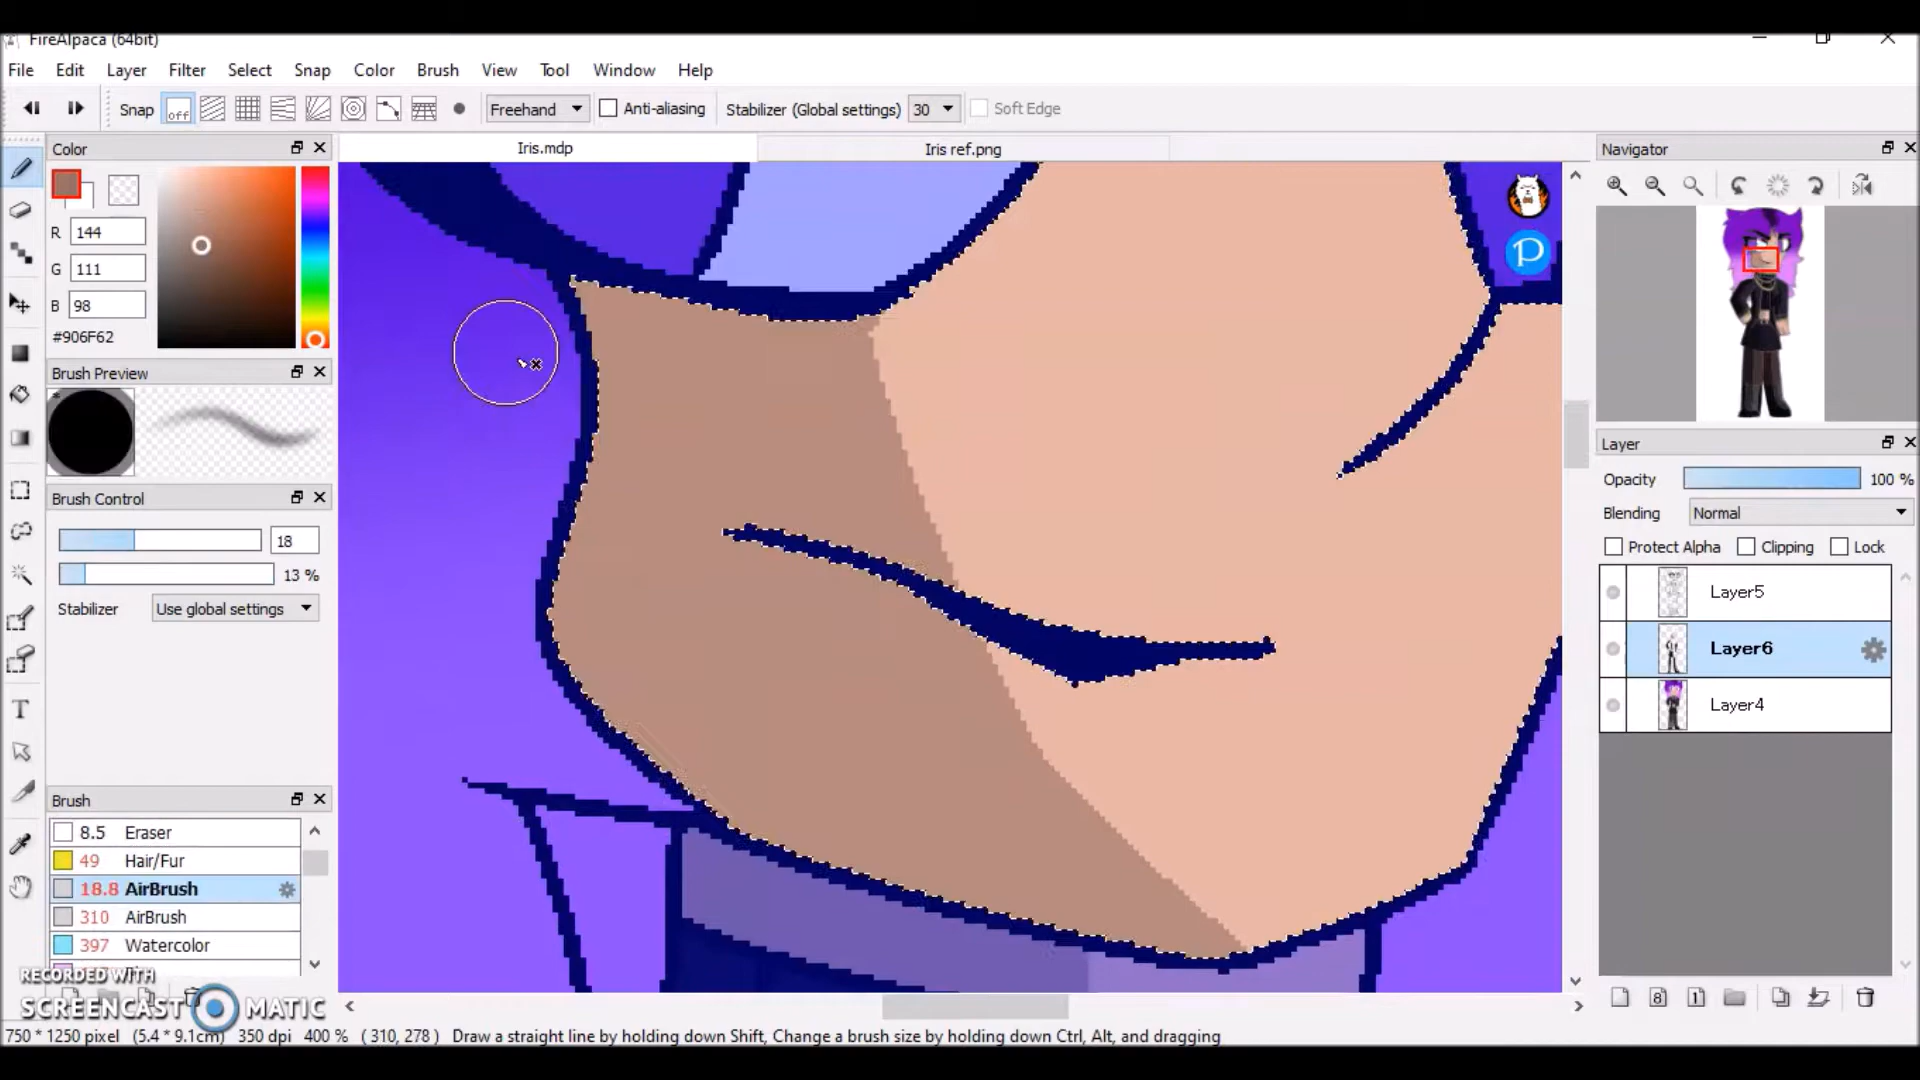 FireAlpaca (64bit)
File Edit Layer Filter Select Snap Color Brush View Tool Window Help
Snap off Freehand Anti-aliasing Stabilizer (Global settings) 30 Soft Edge
Color
R 144
G 111
B 98
#906F62
Brush Preview
Brush Control
18
13 %
Stabilizer Use global settings
Brush
8.5 Eraser
49 Hair/Fur
18.8 AirBrush
310 AirBrush
397 Watercolor
RECORDED WITH
SCREENCAST MATIC
Iris.mdp Iris ref.png
P
Navigator
Layer
Opacity 100 %
Blending Normal
Protect Alpha Clipping Lock
Layer5
Layer6
Layer4
8 1
750 * 1250 pixel (5.4 * 9.1cm) 350 dpi 400 % ( 310, 278 ) Draw a straight line by holding down Shift, Change a brush size by holding down Ctrl, Alt, and dragging